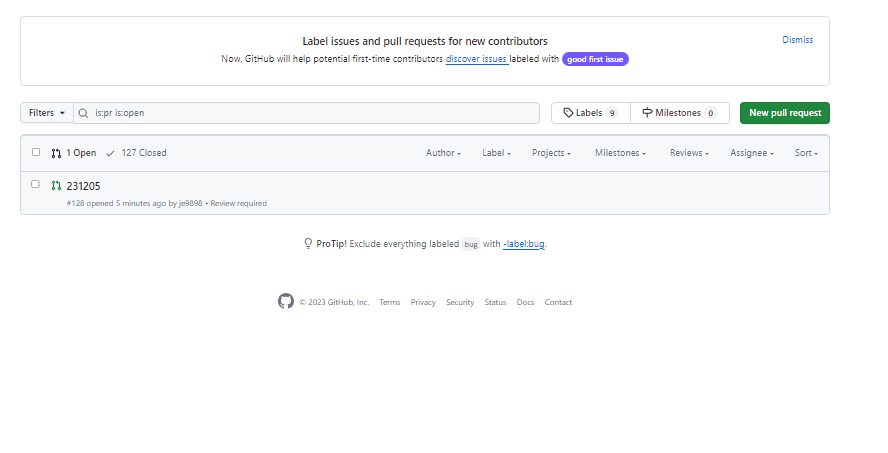 Label issues and pull requests for new contributors
Dismiss
Now, GitHub will help potential first-time contributors discover issues labeled with good first issue
Filters is:pr is:open Labels 9 Milestones 0 New pull request
1 Open 127 Closed Author Label Projects Milestones Reviews Assignee Sort
231205
#128 opened 5 minutes ago by je9898 • Review required
ProTip! Exclude everything labeled bug with -label:bug.
© 2023 GitHub, Inc. Terms Privacy Security Status Docs Contact